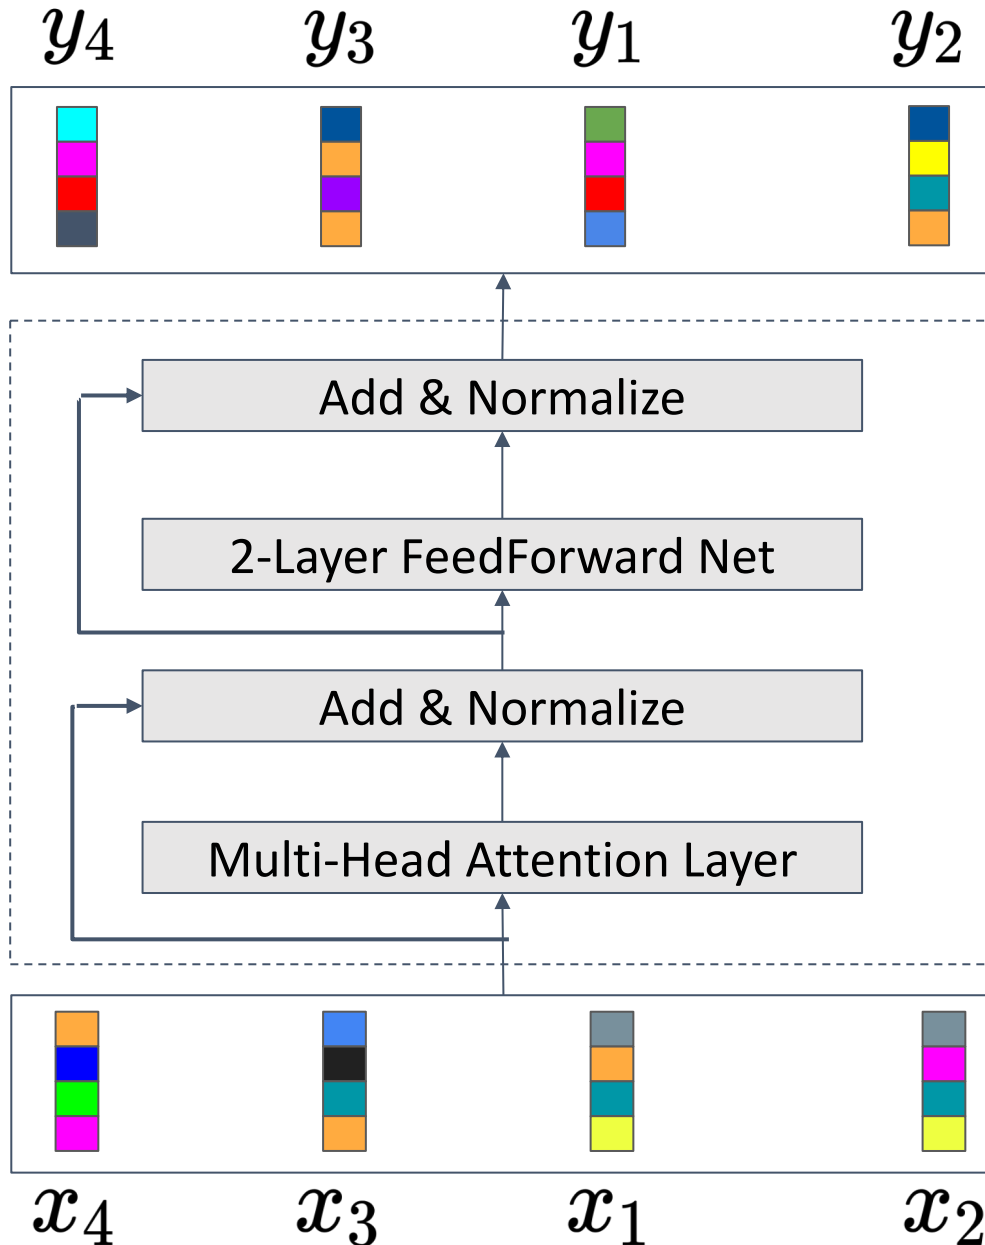 y4 y3 y1 y2
Add & Normalize
2-Layer FeedForward Net
Add & Normalize
Multi-Head Attention Layer
x4 x3 x1 x2